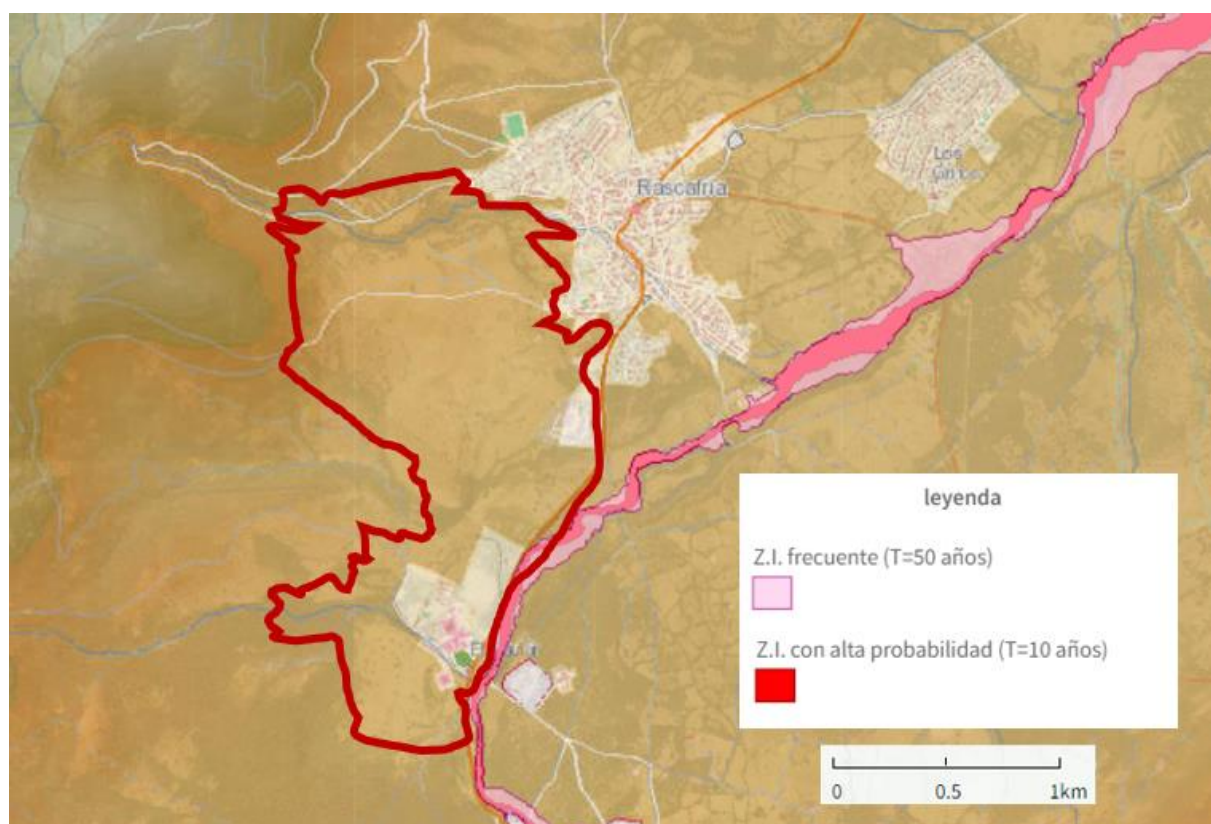 Rascafría
Los
leyenda
Z.I. frecuente (T=50 años)
Z.I. con alta probabilidad (T=10 años)
0 0.5 1km